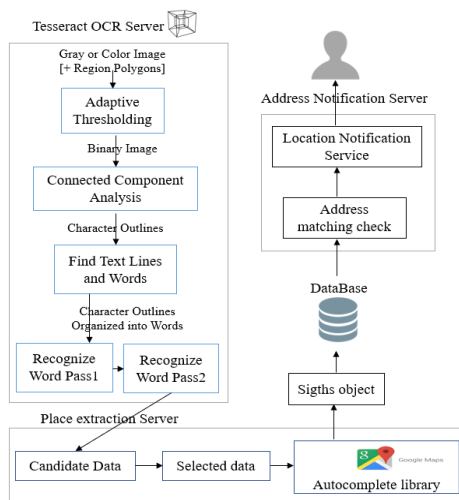 Tesseract OCR Server
Gray or Color Image
[+ Region Polygons]
Adaptive
Thresholding
Binary Image
Connected Component
Analysis
Character Outlines
Find Text Lines
and Words
Character Outlines
Organized into Words
Recognize
Word Pass1
Recognize
Word Pass2
Place extraction Server
Candidate Data
Selected data
8
Google Maps
Autocomplete library
Sigths object
DataBase
Address
matching check
Location Notification
Service
Address Notification Server